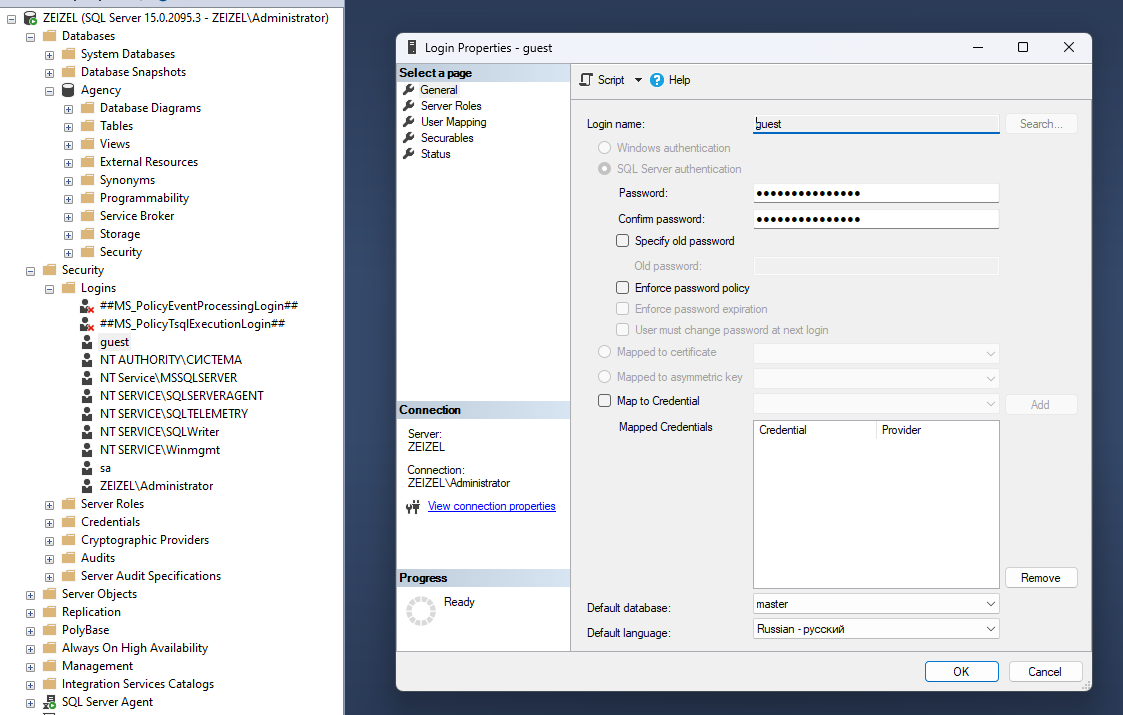 ZEIZEL (SQL Server 15.0.2095.3 - ZEIZEL\Administrator)
Databases
System Databases
Database Snapshots
Agency
Database Diagrams
Tables
Views
External Resources
Synonyms
Programmability
Service Broker
Storage
Security
Security
Logins
##MS_PolicyEventProcessingLogin##
##MS_PolicyTsqlExecutionLogin##
guest
NT AUTHORITY\СИСТЕМА
NT Service\MSSQLSERVER
NT SERVICE\SQLSERVERAGENT
NT SERVICE\SQLTELEMETRY
NT SERVICE\SQLWriter
NT SERVICE\Winmgmt
sa
ZEIZEL\Administrator
Server Roles
Credentials
Cryptographic Providers
Audits
Server Audit Specifications
Server Objects
Replication
PolyBase
Always On High Availability
Management
Integration Services Catalogs
SQL Server Agent
Login Properties - guest
Select a page
General
Server Roles
User Mapping
Securables
Status
Connection
Server:
ZEIZEL
Connection:
ZEIZEL\Administrator
View connection properties
Progress
Ready
Script
Help
Login name:
guest
Search...
Windows authentication
SQL Server authentication
Password:
●●●●●●●●●●●●●●●
Confirm password:
●●●●●●●●●●●●●●●
Specify old password
Old password:
Enforce password policy
Enforce password expiration
User must change password at next login
Mapped to certificate
Mapped to asymmetric key
Map to Credential
Add
Mapped Credentials
Credential Provider
Remove
Default database:
master
Default language:
Russian - русский
OK
Cancel